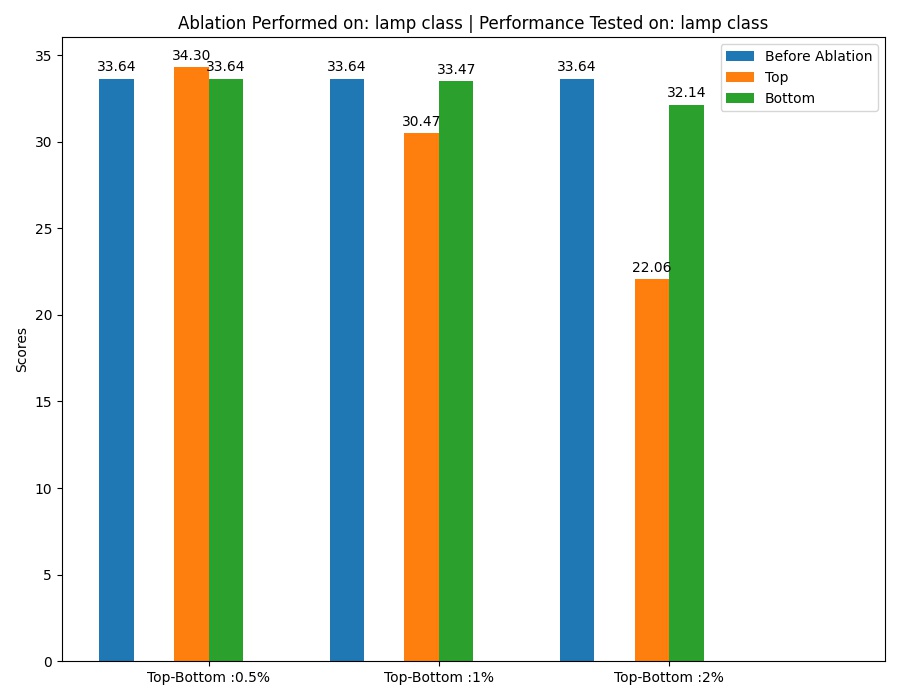 Ablation Performed on: lamp class | Performance Tested on: lamp class
Scores
35
30
25
20
15
10
5
0
33.64
34.30
33.64
33.64
30.47
33.47
33.64
22.06
32.14
Before Ablation
Top
Bottom
Top-Bottom :0.5%
Top-Bottom :1%
Top-Bottom :2%